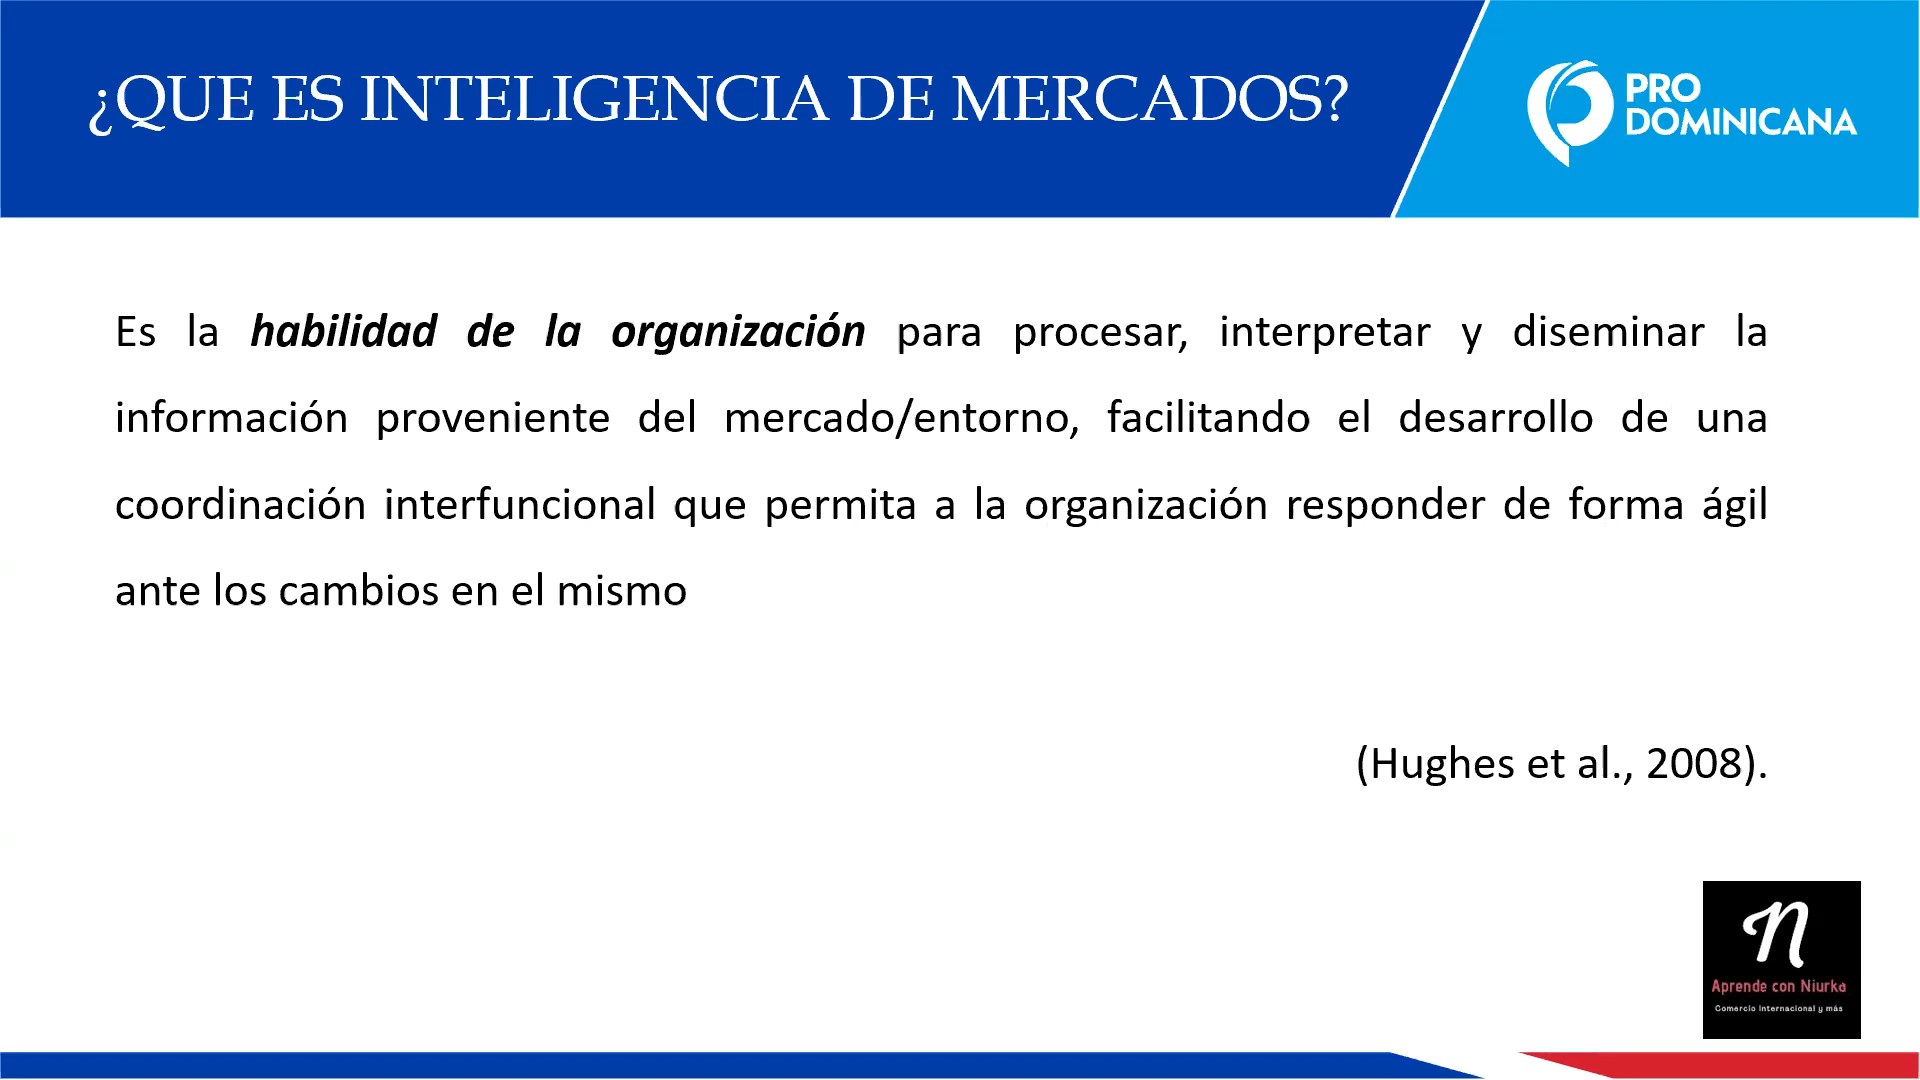 ¿QUE ES INTELIGENCIA DE MERCADOS?
PRO
DOMINICANA
Es la habilidad de la organización para procesar, interpretar y diseminar la
información proveniente del mercado/entorno, facilitando el desarrollo de una
coordinación interfuncional que permita a la organización responder de forma ágil
ante los cambios en el mismo
(Hughes et al., 2008).
n
Aprende con Niurka
Comercio Internacional y más